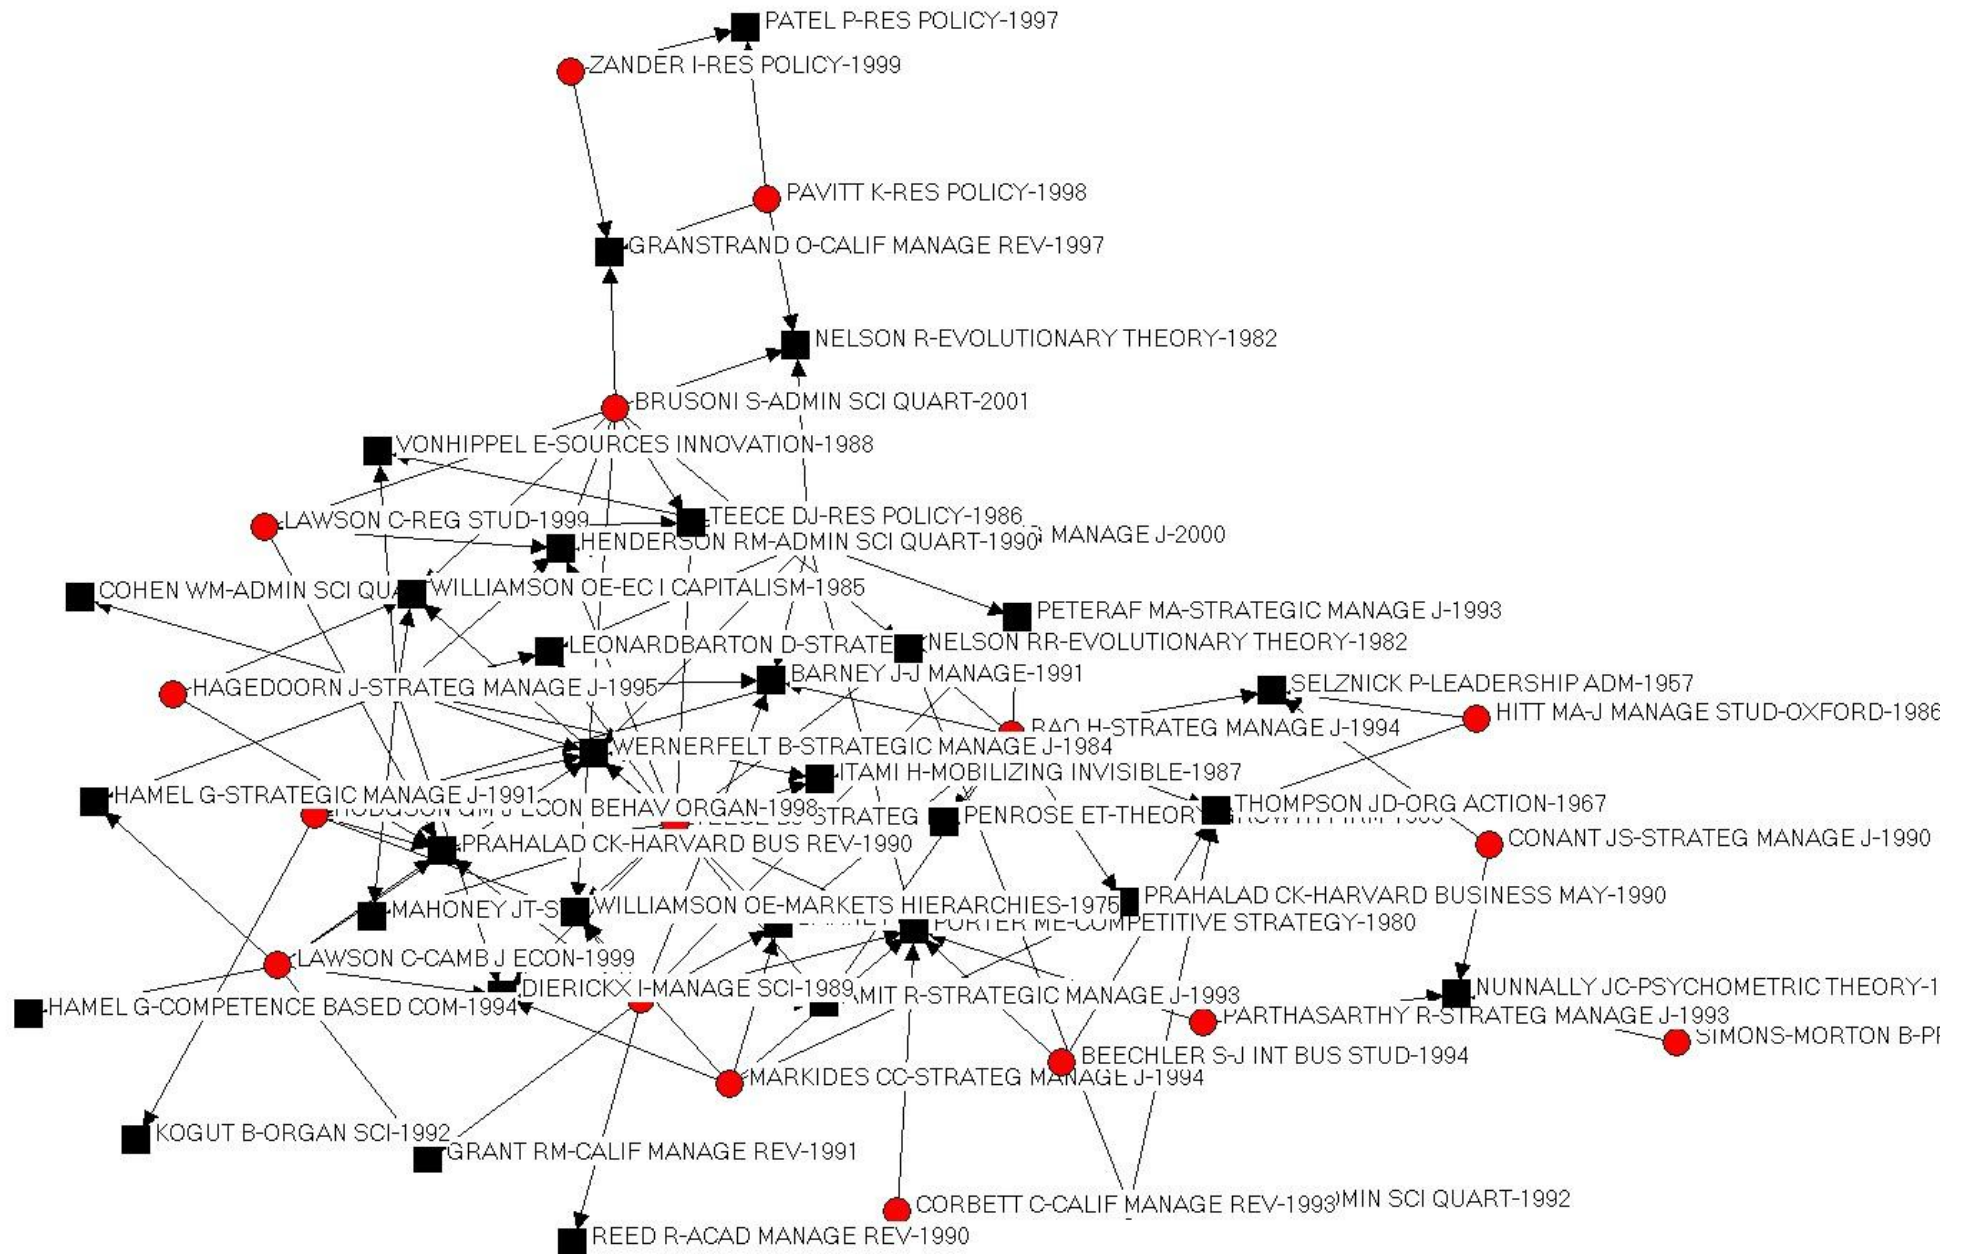 PATEL P-RES POLICY-1997
ZANDER I-RES POLICY-1999
PAVITT K-RES POLICY-1998
GRANSTRAND O-CALIF MANAGE REV-1997
NELSON R-EVOLUTIONARY THEORY-1982
BRUSONI S-ADMIN SCI QUART-2001
VONHIPPEL E-SOURCES INNOVATION-1988
LAWSON C-REG STUD-1999
TEECE DJ-RES POLICY-1986
MANAGE J-2000
HENDERSON RM-ADMIN SCI QUART-1990
COHEN WM-ADMIN SCI QUA
WILLIAMSON OE-EC I CAPITALISM-1985
PETERAF MA-STRATEGIC MANAGE J-1993
LEONARDBARTON D-STRATE
NELSON RR-EVOLUTIONARY THEORY-1982
BARNEY J-J MANAGE-1991
HAGEDOORN J-STRATEG MANAGE J-1995
SELZNICK P-LEADERSHIP ADM-1957
HITT MA-J MANAGE STUD-OXFORD-1986
RAO H-STRATEG MANAGE J-1994
WERNERFELT B-STRATEGIC MANAGE J-1984
ITAMI H-MOBILIZING INVISIBLE-1987
HAMEL G-STRATEGIC MANAGE J-1991
HODGSON GM-J ECON BEHAV ORGAN-1998
STRATEG
PENROSE ET-THEORY
THOMPSON JD-ORG ACTION-1967
CONANT JS-STRATEG MANAGE J-1990
PRAHALAD CK-HARVARD BUS REV-1990
PRAHALAD CK-HARVARD BUSINESS MAY-1990
MAHONEY JT-S
WILLIAMSON OE-MARKETS HIERARCHIES-1975
PORTER ME-COMPETITIVE STRATEGY-1980
LAWSON C-CAMB J ECON-1999
DIERICKX I-MANAGE SCI-1989
AMIT R-STRATEGIC MANAGE J-1993
NUNNALLY JC-PSYCHOMETRIC THEORY-1
HAMEL G-COMPETENCE BASED COM-1994
PARTHASARTHY R-STRATEG MANAGE J-1993
SIMONS-MORTON B-PR
BEECHLER S-J INT BUS STUD-1994
MARKIDES CC-STRATEG MANAGE J-1994
KOGUT B-ORGAN SCI-1992
GRANT RM-CALIF MANAGE REV-1991
CORBETT C-CALIF MANAGE REV-1993
MIN SCI QUART-1992
REED R-ACAD MANAGE REV-1990